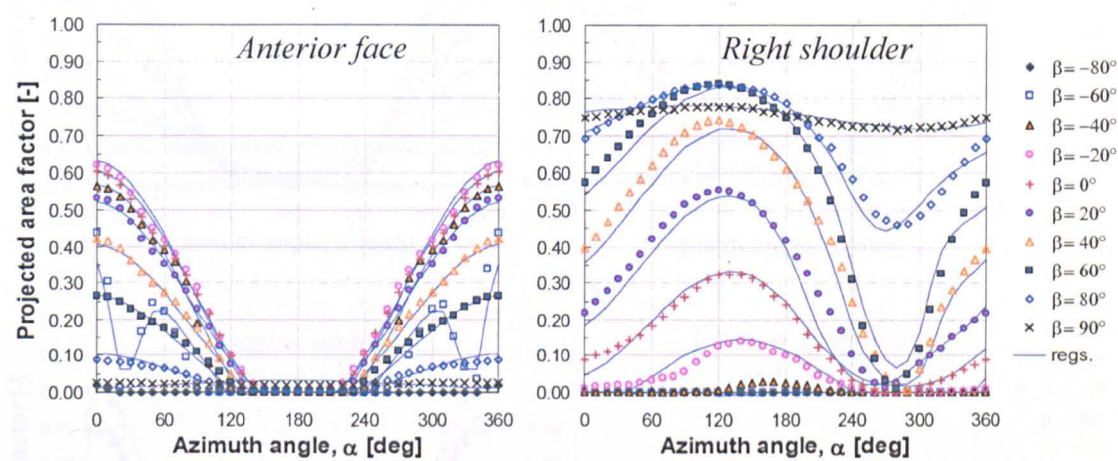 Anterior face
Projected area factor [-]
1.00
0.90
0.80
0.70
0.60
0.50
0.40
0.30
0.20
0.10
0.00
0 60 120 180 240 300 360
Azimuth angle, α [deg]
Right shoulder
1.00
0.90
0.80
0.70
0.60
0.50
0.40
0.30
0.20
0.10
0.00
0 60 120 180 240 300 360
Azimuth angle, α [deg]
β= −80°
β= −60°
β= −40°
β= −20°
β= 0°
β= 20°
β= 40°
β= 60°
β= 80°
β= 90°
regs.